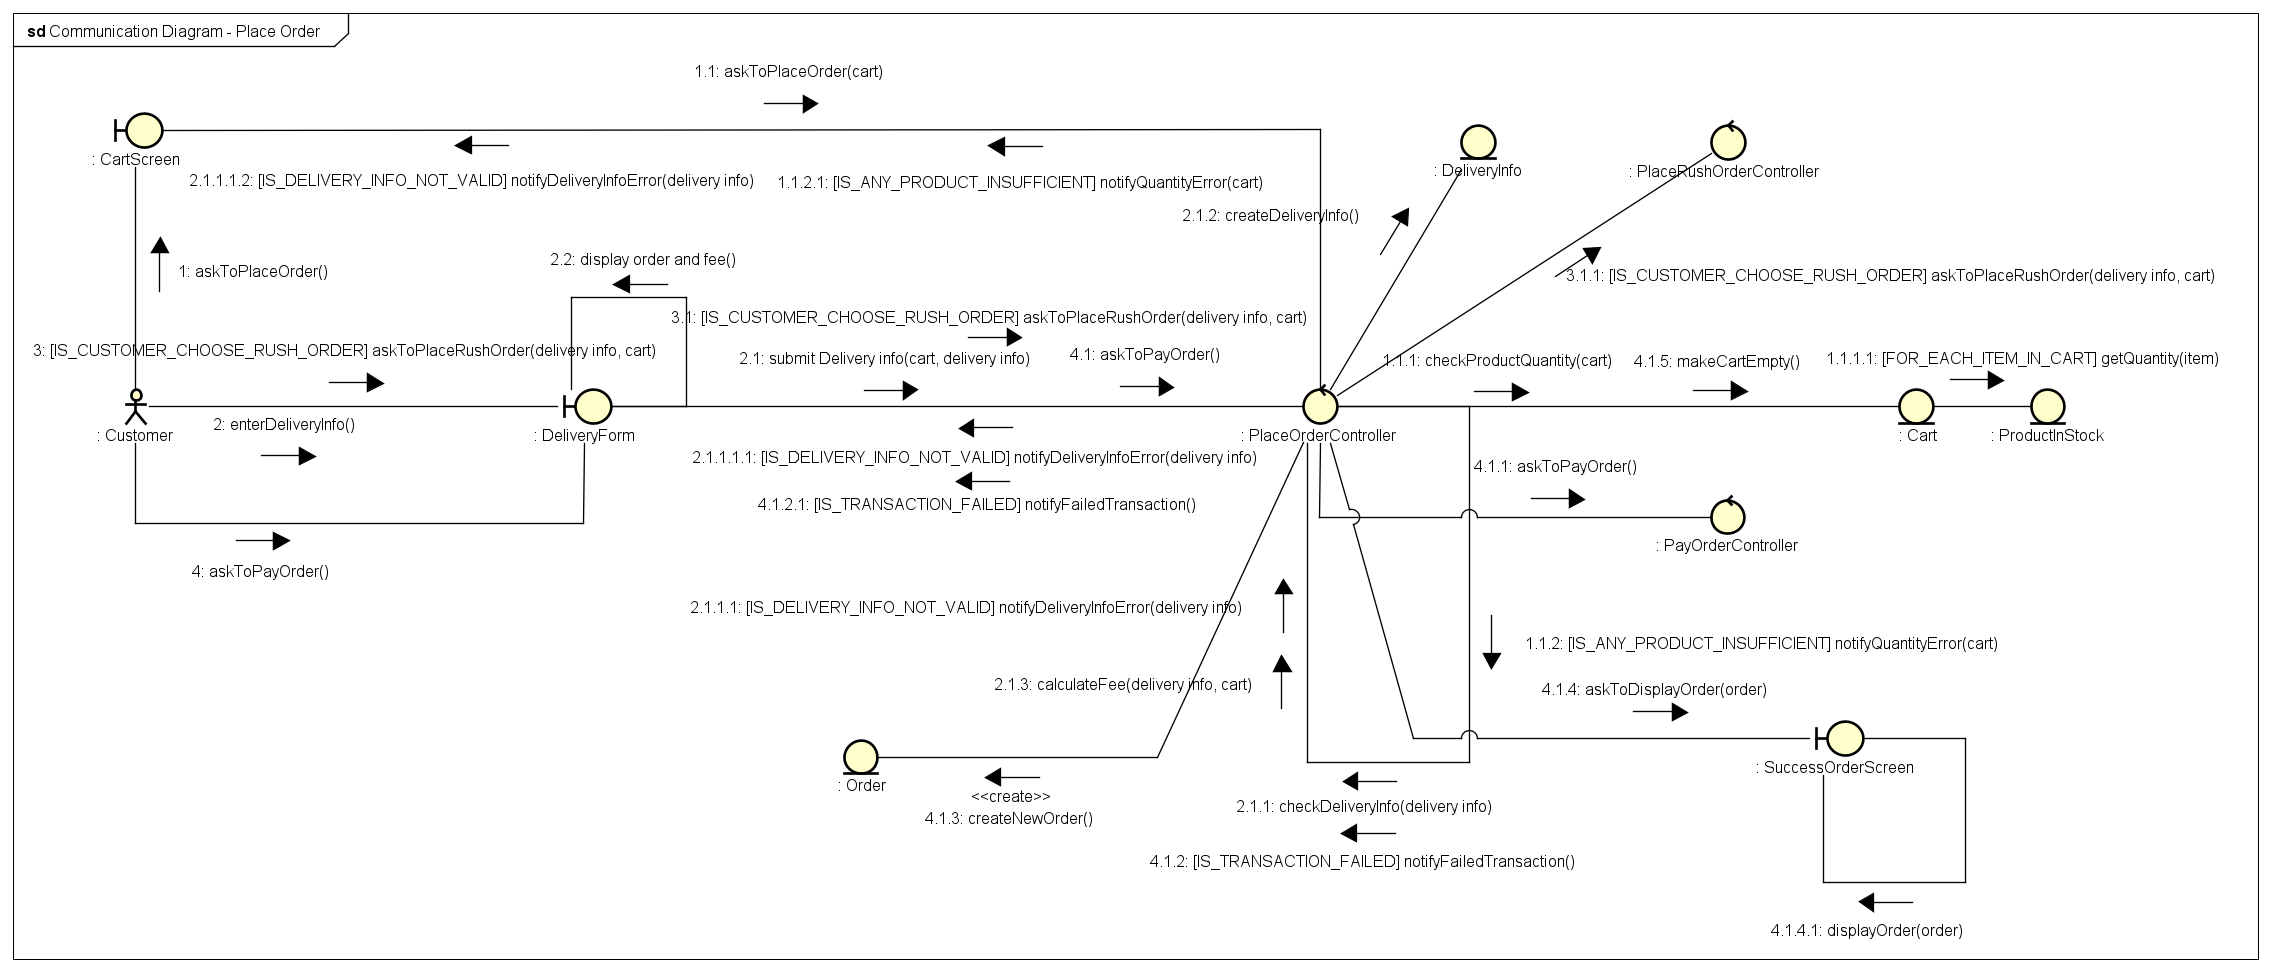 sd Communication Diagram - Place Order
1.1: askToPlaceOrder(cart)
: CartScreen
2.1.1.1.2: [IS_DELIVERY_INFO_NOT_VALID] notifyDeliveryInfoError(delivery info)
1.1.2.1: [IS_ANY_PRODUCT_INSUFFICIENT] notifyQuantityError(cart)
: DeliveryInfo
: PlaceRushOrderController
2.1.2: createDeliveryInfo()
1: askToPlaceOrder()
2.2: display order and fee()
3.1.1: [IS_CUSTOMER_CHOOSE_RUSH_ORDER] askToPlaceRushOrder(delivery info, cart)
3.1: [IS_CUSTOMER_CHOOSE_RUSH_ORDER] askToPlaceRushOrder(delivery info, cart)
3: [IS_CUSTOMER_CHOOSE_RUSH_ORDER] askToPlaceRushOrder(delivery info, cart)
2.1: submit Delivery info(cart, delivery info)
4.1: askToPayOrder()
1.1.1: checkProductQuantity(cart)
4.1.5: makeCartEmpty()
1.1.1.1: [FOR_EACH_ITEM_IN_CART] getQuantity(item)
2: enterDeliveryInfo()
: Customer
: DeliveryForm
: PlaceOrderController
: Cart
: ProductInStock
2.1.1.1.1: [IS_DELIVERY_INFO_NOT_VALID] notifyDeliveryInfoError(delivery info)
4.1.1: askToPayOrder()
4.1.2.1: [IS_TRANSACTION_FAILED] notifyFailedTransaction()
: PayOrderController
4: askToPayOrder()
2.1.1.1: [IS_DELIVERY_INFO_NOT_VALID] notifyDeliveryInfoError(delivery info)
1.1.2: [IS_ANY_PRODUCT_INSUFFICIENT] notifyQuantityError(cart)
2.1.3: calculateFee(delivery info, cart)
4.1.4: askToDisplayOrder(order)
: SuccessOrderScreen
: Order
<<create>>
4.1.3: createNewOrder()
2.1.1: checkDeliveryInfo(delivery info)
4.1.2: [IS_TRANSACTION_FAILED] notifyFailedTransaction()
4.1.4.1: displayOrder(order)